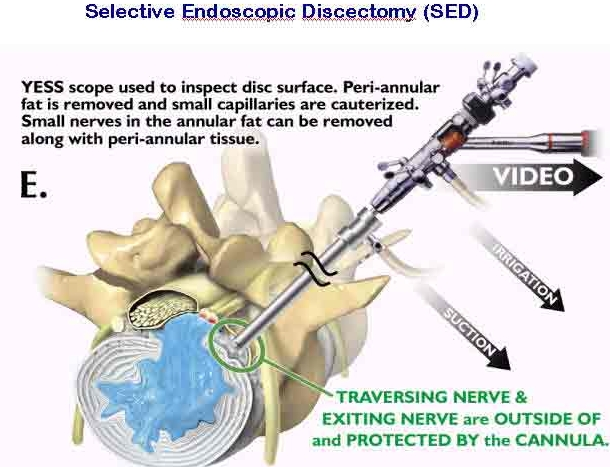 Selective Endoscopic Discectomy (SED)
YESS scope used to inspect disc surface. Peri-annular
fat is removed and small capillaries are cauterized.
Small nerves in the annular fat can be removed
along with peri-annular tissue.
E.
VIDEO
IRRIGATION
SUCTION
TRAVERSING NERVE &
EXITING NERVE are OUTSIDE OF
and PROTECTED BY the CANNULA.